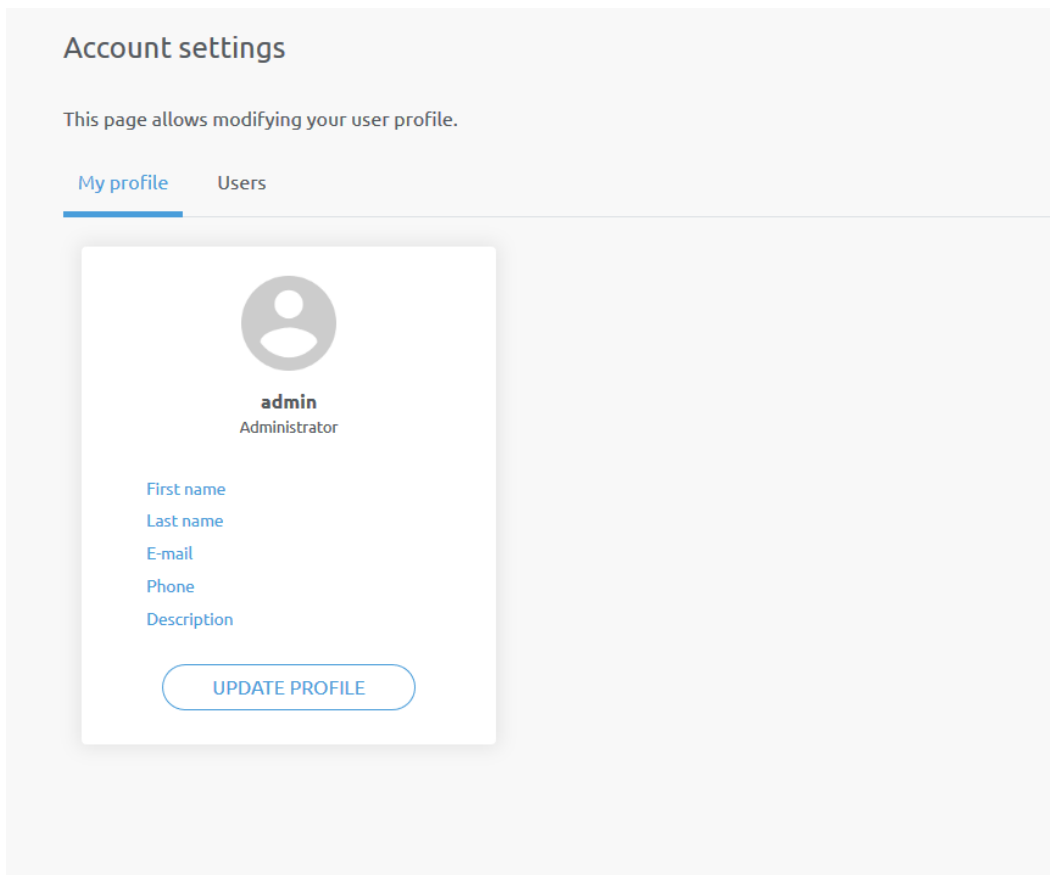 Account settings
This page allows modifying your user profile.
My profile Users
admin
Administrator
First name
Last name
E-mail
Phone
Description
UPDATE PROFILE